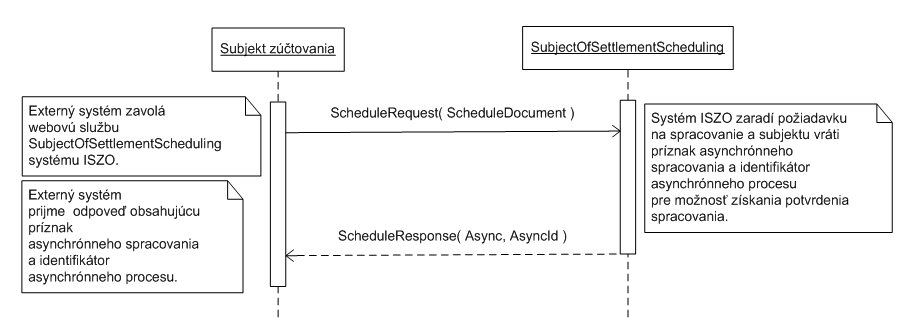 Subjekt zúčtovania
SubjectOfSettlementScheduling
Externý systém zavolá
webovú službu
SubjectOfSettlementScheduling
systému ISZO.
ScheduleRequest( ScheduleDocument )
Systém ISZO zaradí požiadavku
na spracovanie a subjektu vráti
príznak asynchrónneho
spracovania a identifikátor
asynchrónneho procesu
pre možnosť získania potvrdenia
spracovania.
Externý systém
prijme odpoveď obsahujúcu
príznak
asynchrónneho spracovania
a identifikátor
asynchrónneho procesu.
ScheduleResponse( Async, AsyncId )